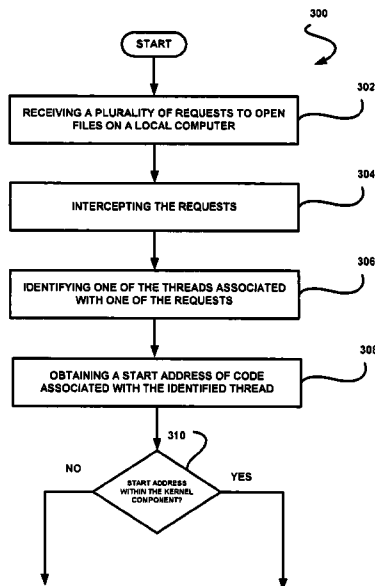 300
START
302
RECEIVING A PLURALITY OF REQUESTS TO OPEN
FILES ON A LOCAL COMPUTER
304
INTERCEPTING THE REQUESTS
306
IDENTIFYING ONE OF THE THREADS ASSOCIATED
WITH ONE OF THE REQUESTS
308
OBTAINING A START ADDRESS OF CODE
ASSOCIATED WITH THE IDENTIFIED THREAD
310
NO
YES
START ADDRESS
WITHIN THE KERNEL
COMPONENT?